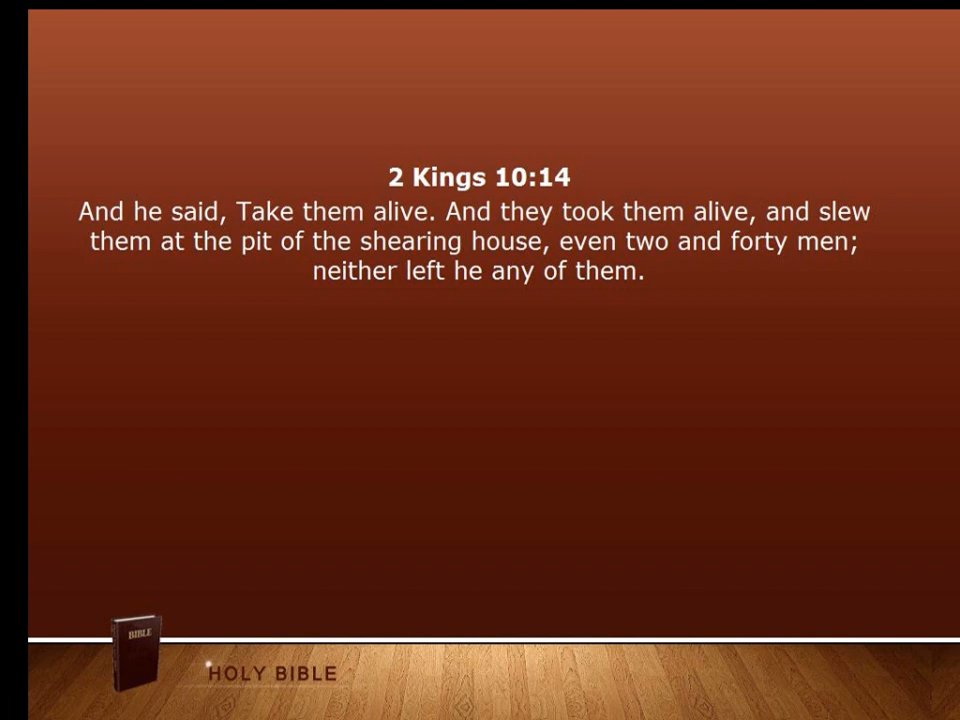 2 Kings 10:14
And he said, Take them alive. And they took them alive, and slew
them at the pit of the shearing house, even two and forty men;
neither left he any of them.
BIBLE
HOLY BIBLE